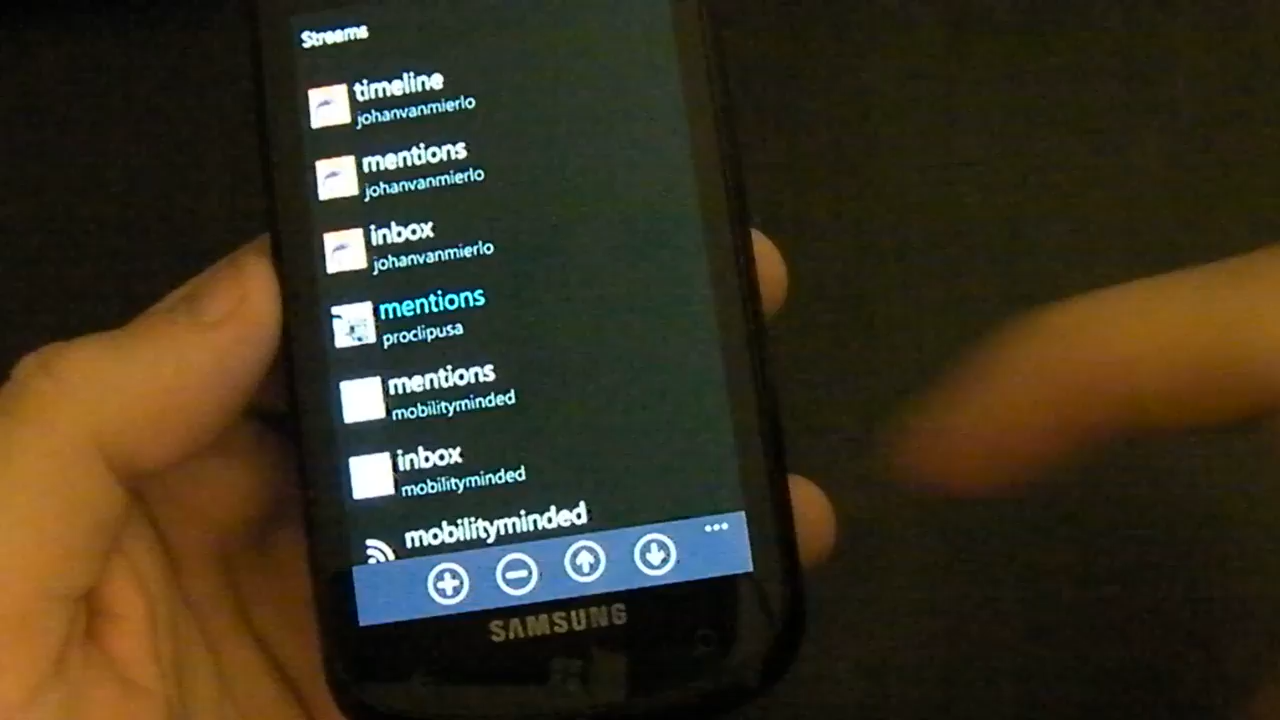 Streams
timeline
johanvanmierlo
mentions
johanvanmierlo
inbox
johanvanmierlo
mentions
proclipusa
mentions
mobilityminded
inbox
mobilityminded
mobilityminded
SAMSUNG